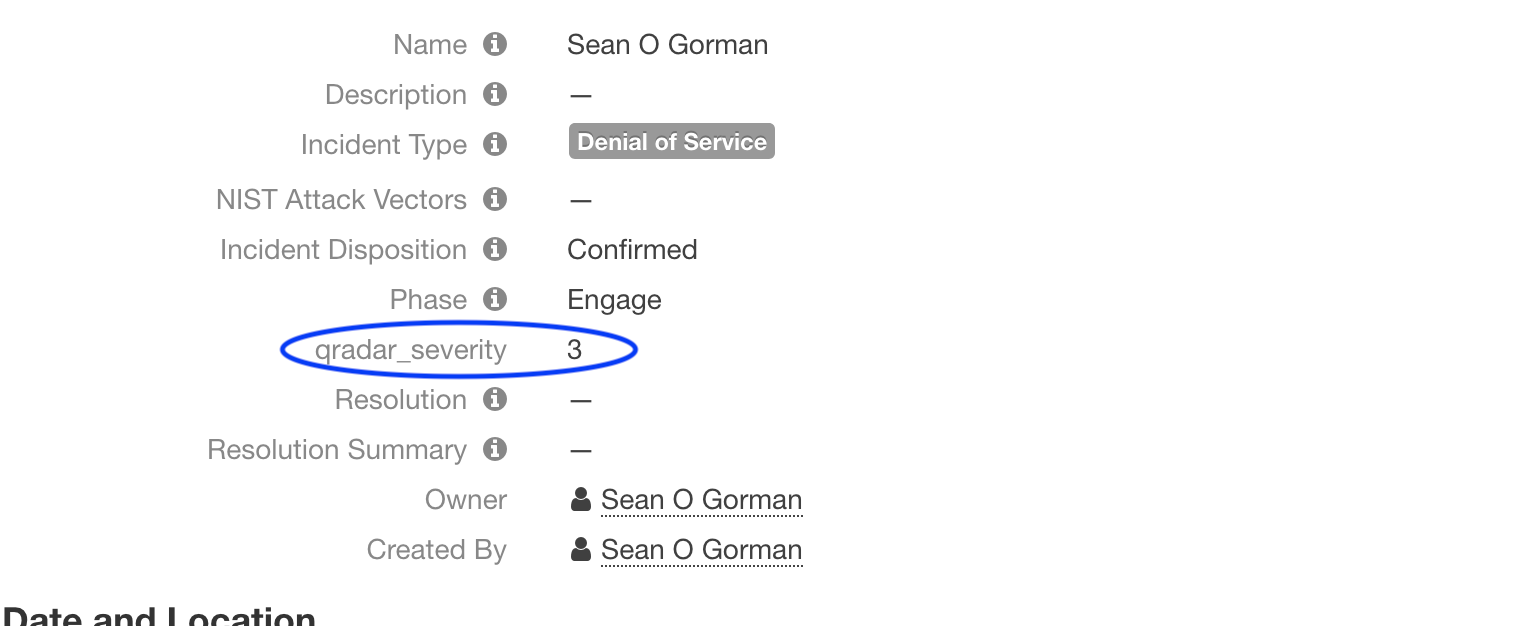 Name Sean O Gorman
Description —
Incident Type Denial of Service
NIST Attack Vectors —
Incident Disposition Confirmed
Phase Engage
qradar_severity 3
Resolution —
Resolution Summary —
Owner Sean O Gorman
Created By Sean O Gorman
Date and Location